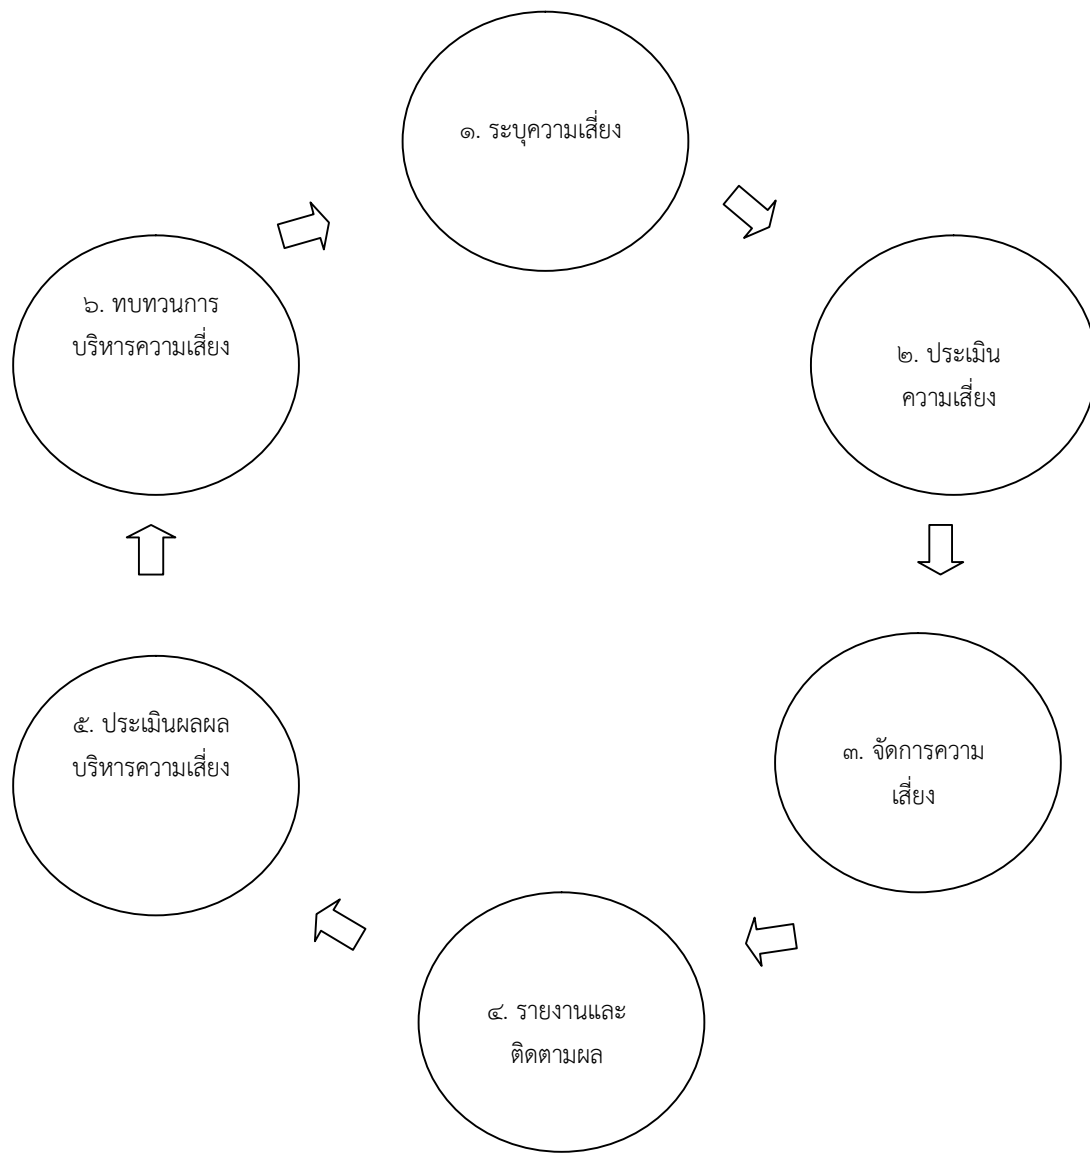 ๑. ระบุความเสี่ยง
๒. ประเมิน
ความเสี่ยง
๓. จัดการความ
เสี่ยง
๔. รายงานและ
ติดตามผล
๕. ประเมินผลผล
บริหารความเสี่ยง
๖. ทบทวนการ
บริหารความเสี่ยง